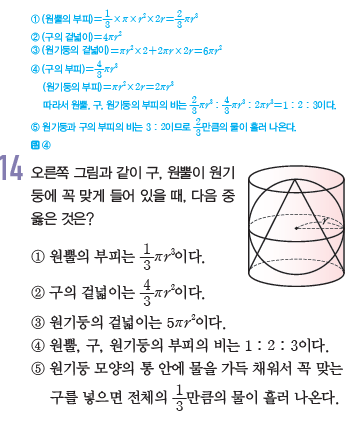 ① (원뿔의 부피)=1/3×π×r²×2r=2/3πr³
② (구의 겉넓이)=4πr²
③ (원기둥의 겉넓이)=πr²×2+2πr×2r=6πr²
④ (구의 부피)=4/3πr³
(원기둥의 부피)=πr²×2r=2πr³
따라서 원뿔, 구, 원기둥의 부피의 비는 2/3πr³ : 4/3πr³ : 2πr³=1 : 2 : 3이다.
⑤ 원기둥과 구의 부피의 비는 3 : 2이므로 2/3만큼의 물이 흘러 나온다.
답 ④
14 오른쪽 그림과 같이 구, 원뿔이 원기
둥에 꼭 맞게 들어 있을 때, 다음 중
옳은 것은?
r
① 원뿔의 부피는 1/3πr³이다.
② 구의 겉넓이는 4/3πr²이다.
③ 원기둥의 겉넓이는 5πr²이다.
④ 원뿔, 구, 원기둥의 부피의 비는 1 : 2 : 3이다.
⑤ 원기둥 모양의 통 안에 물을 가득 채워서 꼭 맞는
구를 넣으면 전체의 1/3만큼의 물이 흘러 나온다.